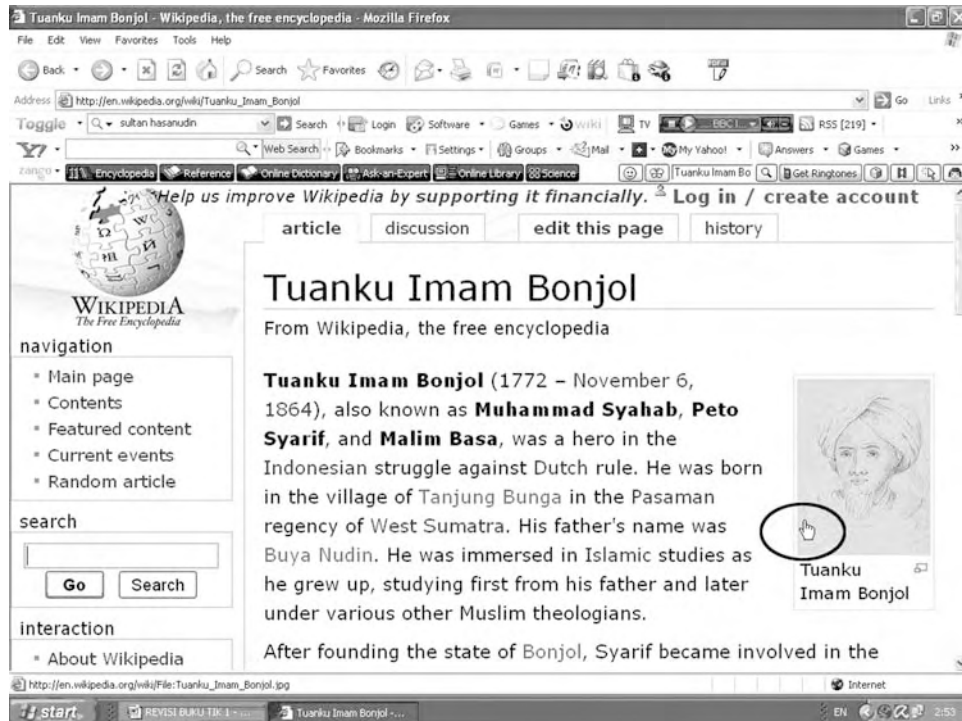 Tuanku Imam Bonjol - Wikipedia, the free encyclopedia - Mozilla Firefox
File Edit View Favorites Tools Help
Back Search Favorites
Address http://en.wikipedia.org/wiki/Tuanku_Imam_Bonjol Go Links
Toggle sultan hasanudin Search Login Software Games wiki TV BBC1 RSS [219]
Y7 Web Search Bookmarks Settings Groups Mail My Yahoo! Answers Games
zango Encyclopedia Reference Online Dictionary Ask-an-Expert Online Library Science Tuanku Imam Bo Get Ringtones
Help us improve Wikipedia by supporting it financially. Log in / create account
article discussion edit this page history
WIKIPEDIA
The Free Encyclopedia
navigation
Main page
Contents
Featured content
Current events
Random article
search
Go Search
interaction
About Wikipedia
Tuanku Imam Bonjol
From Wikipedia, the free encyclopedia
Tuanku Imam Bonjol (1772 – November 6,
1864), also known as Muhammad Syahab, Peto
Syarif, and Malim Basa, was a hero in the
Indonesian struggle against Dutch rule. He was born
in the village of Tanjung Bunga in the Pasaman
regency of West Sumatra. His father's name was
Buya Nudin. He was immersed in Islamic studies as
he grew up, studying first from his father and later
under various other Muslim theologians.
After founding the state of Bonjol, Syarif became involved in the
Tuanku
Imam Bonjol
http://en.wikipedia.org/wiki/File:Tuanku_Imam_Bonjol.jpg Internet
start REVISI BUKU TIK 1 - ... Tuanku Imam Bonjol -... EN 2:53